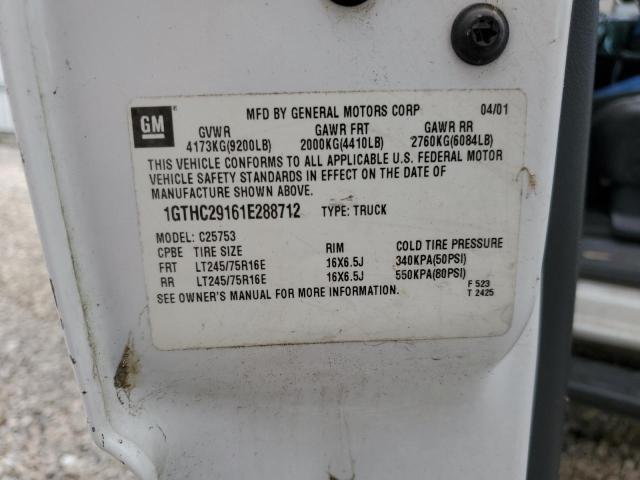 GM
MFD BY GENERAL MOTORS CORP 04/01
GVWR GAWR FRT GAWR RR
4173KG(9200LB) 2000KG(4410LB) 2760KG(6084LB)
THIS VEHICLE CONFORMS TO ALL APPLICABLE U.S. FEDERAL MOTOR
VEHICLE SAFETY STANDARDS IN EFFECT ON THE DATE OF
MANUFACTURE SHOWN ABOVE.
1GTHC29161E288712 TYPE: TRUCK
MODEL: C25753
CPBE TIRE SIZE RIM COLD TIRE PRESSURE
FRT LT245/75R16E 16X6.5J 340KPA(50PSI)
RR LT245/75R16E 16X6.5J 550KPA(80PSI)
SEE OWNER'S MANUAL FOR MORE INFORMATION.
F 523
T 2425